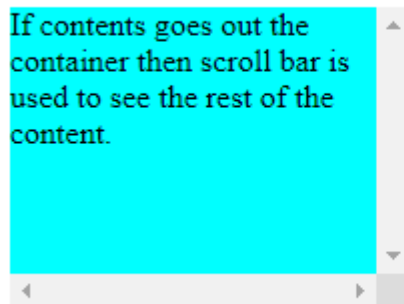 If contents goes out the
container then scroll bar is
used to see the rest of the
content.